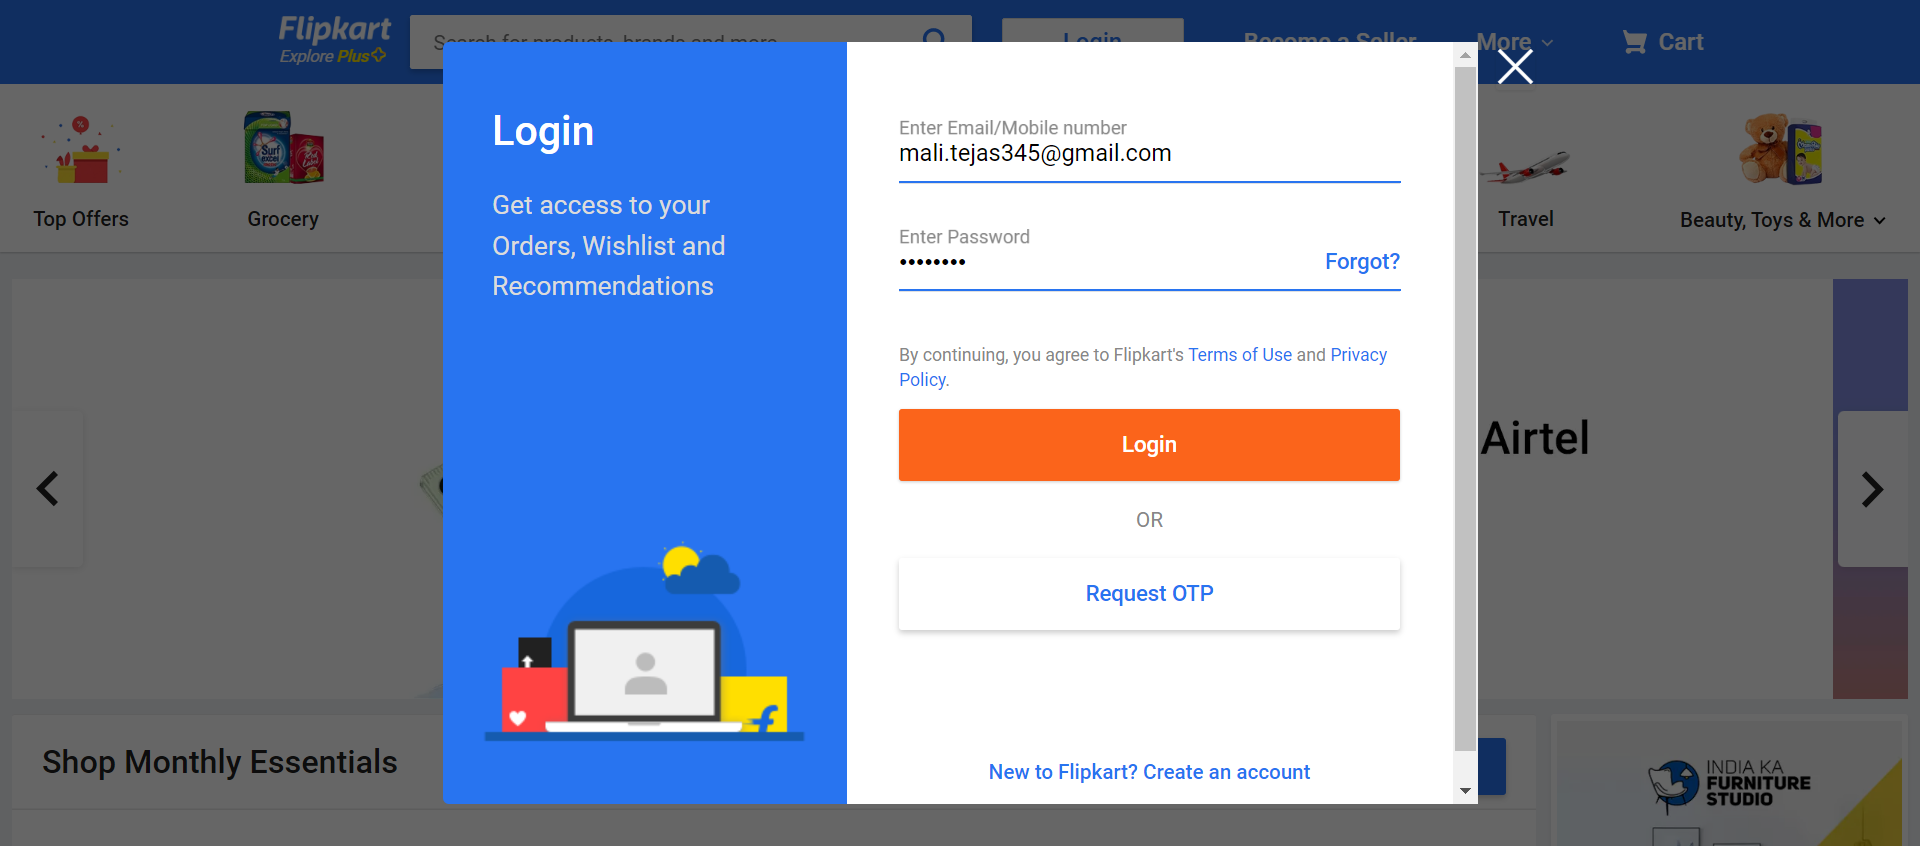 Flipkart
Explore Plus
Search for products, brands and more
Login
Become a Seller
More
Cart
Top Offers
Grocery
Travel
Beauty, Toys & More
Login
Get access to your
Orders, Wishlist and
Recommendations
Enter Email/Mobile number
mali.tejas345@gmail.com
Enter Password
••••••••
Forgot?
By continuing, you agree to Flipkart's Terms of Use and Privacy
Policy.
Login
OR
Request OTP
New to Flipkart? Create an account
Airtel
Shop Monthly Essentials
INDIA KA
FURNITURE
STUDIO
Surf
excel